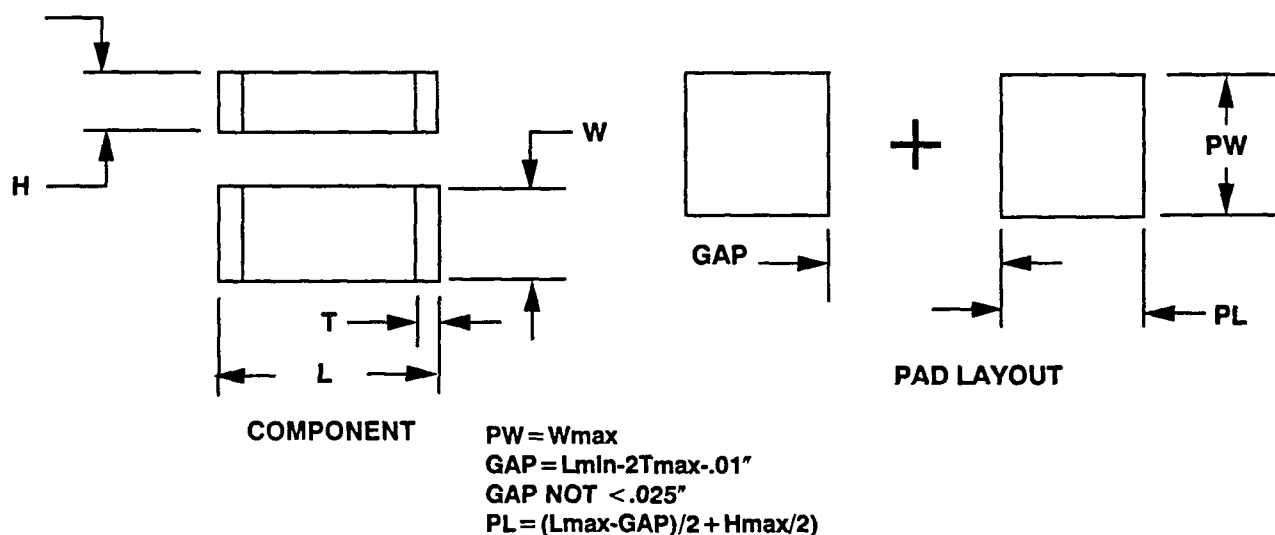 H
W
T
L
COMPONENT
GAP
PW
PL
PAD LAYOUT
PW=Wmax
GAP=Lmin-2Tmax-.01"
GAP NOT <.025"
PL=(Lmax-GAP)/2+Hmax/2)